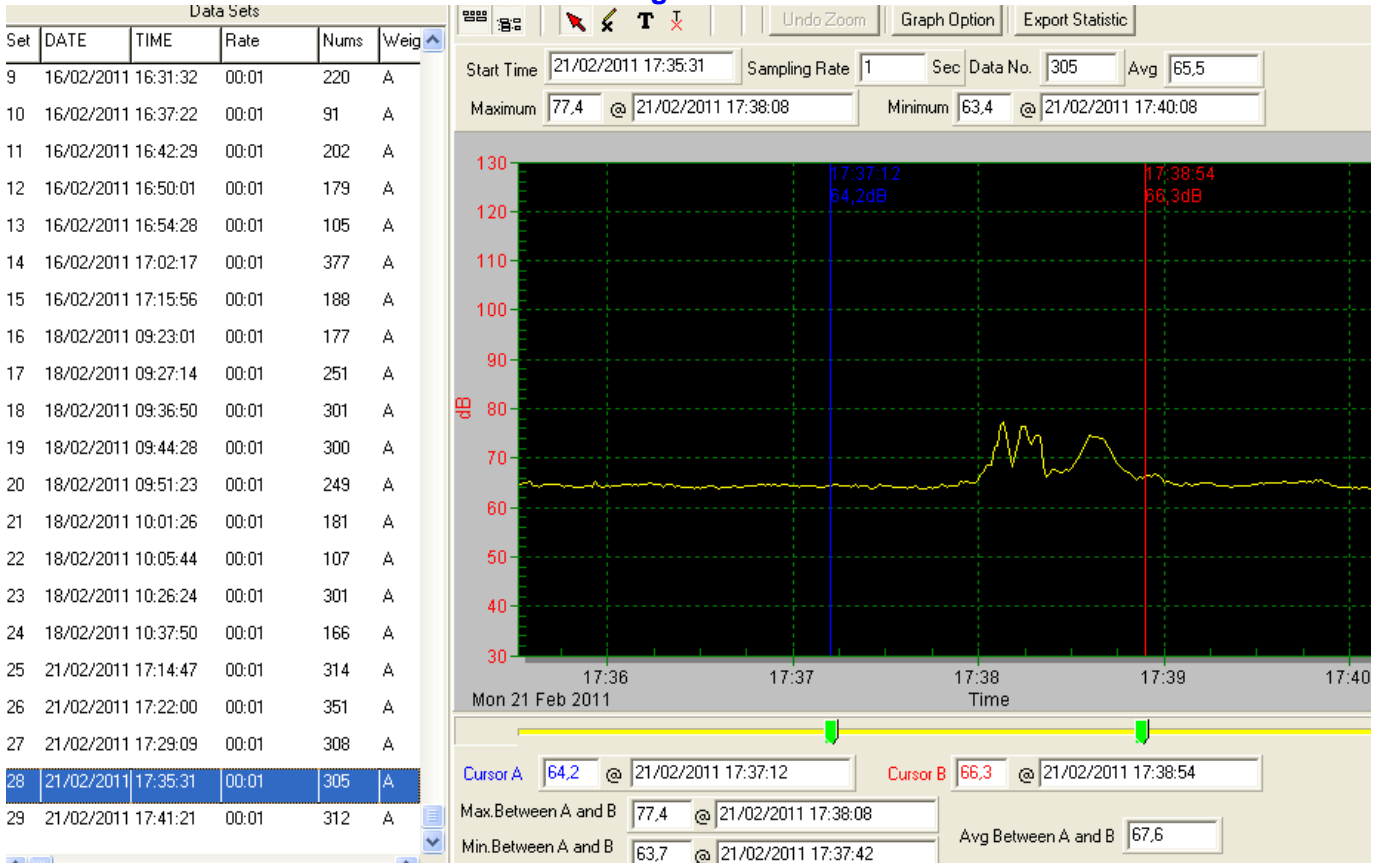 Data Sets
Set DATE TIME Rate Nums Weig
9 16/02/2011 16:31:32 00:01 220 A
10 16/02/2011 16:37:22 00:01 91 A
11 16/02/2011 16:42:29 00:01 202 A
12 16/02/2011 16:50:01 00:01 179 A
13 16/02/2011 16:54:28 00:01 105 A
14 16/02/2011 17:02:17 00:01 377 A
15 16/02/2011 17:15:56 00:01 188 A
16 18/02/2011 09:23:01 00:01 177 A
17 18/02/2011 09:27:14 00:01 251 A
18 18/02/2011 09:36:50 00:01 301 A
19 18/02/2011 09:44:28 00:01 300 A
20 18/02/2011 09:51:23 00:01 249 A
21 18/02/2011 10:01:26 00:01 181 A
22 18/02/2011 10:05:44 00:01 107 A
23 18/02/2011 10:26:24 00:01 301 A
24 18/02/2011 10:37:50 00:01 166 A
25 21/02/2011 17:14:47 00:01 314 A
26 21/02/2011 17:22:00 00:01 351 A
27 21/02/2011 17:29:09 00:01 308 A
28 21/02/2011 17:35:31 00:01 305 A
29 21/02/2011 17:41:21 00:01 312 A
T T Undo Zoom Graph Option Export Statistic
Start Time 21/02/2011 17:35:31 Sampling Rate 1 Sec Data No. 305 Avg 65,5
Maximum 77,4 @ 21/02/2011 17:38:08 Minimum 63,4 @ 21/02/2011 17:40:08
130
17:37:12 17:38:54
64,2dB 66,3dB
120
110
100
90
dB
80
70
60
50
40
30
17:36 17:37 17:38 17:39 17:40
Mon 21 Feb 2011 Time
Cursor A 64,2 @ 21/02/2011 17:37:12 Cursor B 66,3 @ 21/02/2011 17:38:54
Max.Between A and B 77,4 @ 21/02/2011 17:38:08
Avg Between A and B 67,6
Min.Between A and B 63,7 @ 21/02/2011 17:37:42